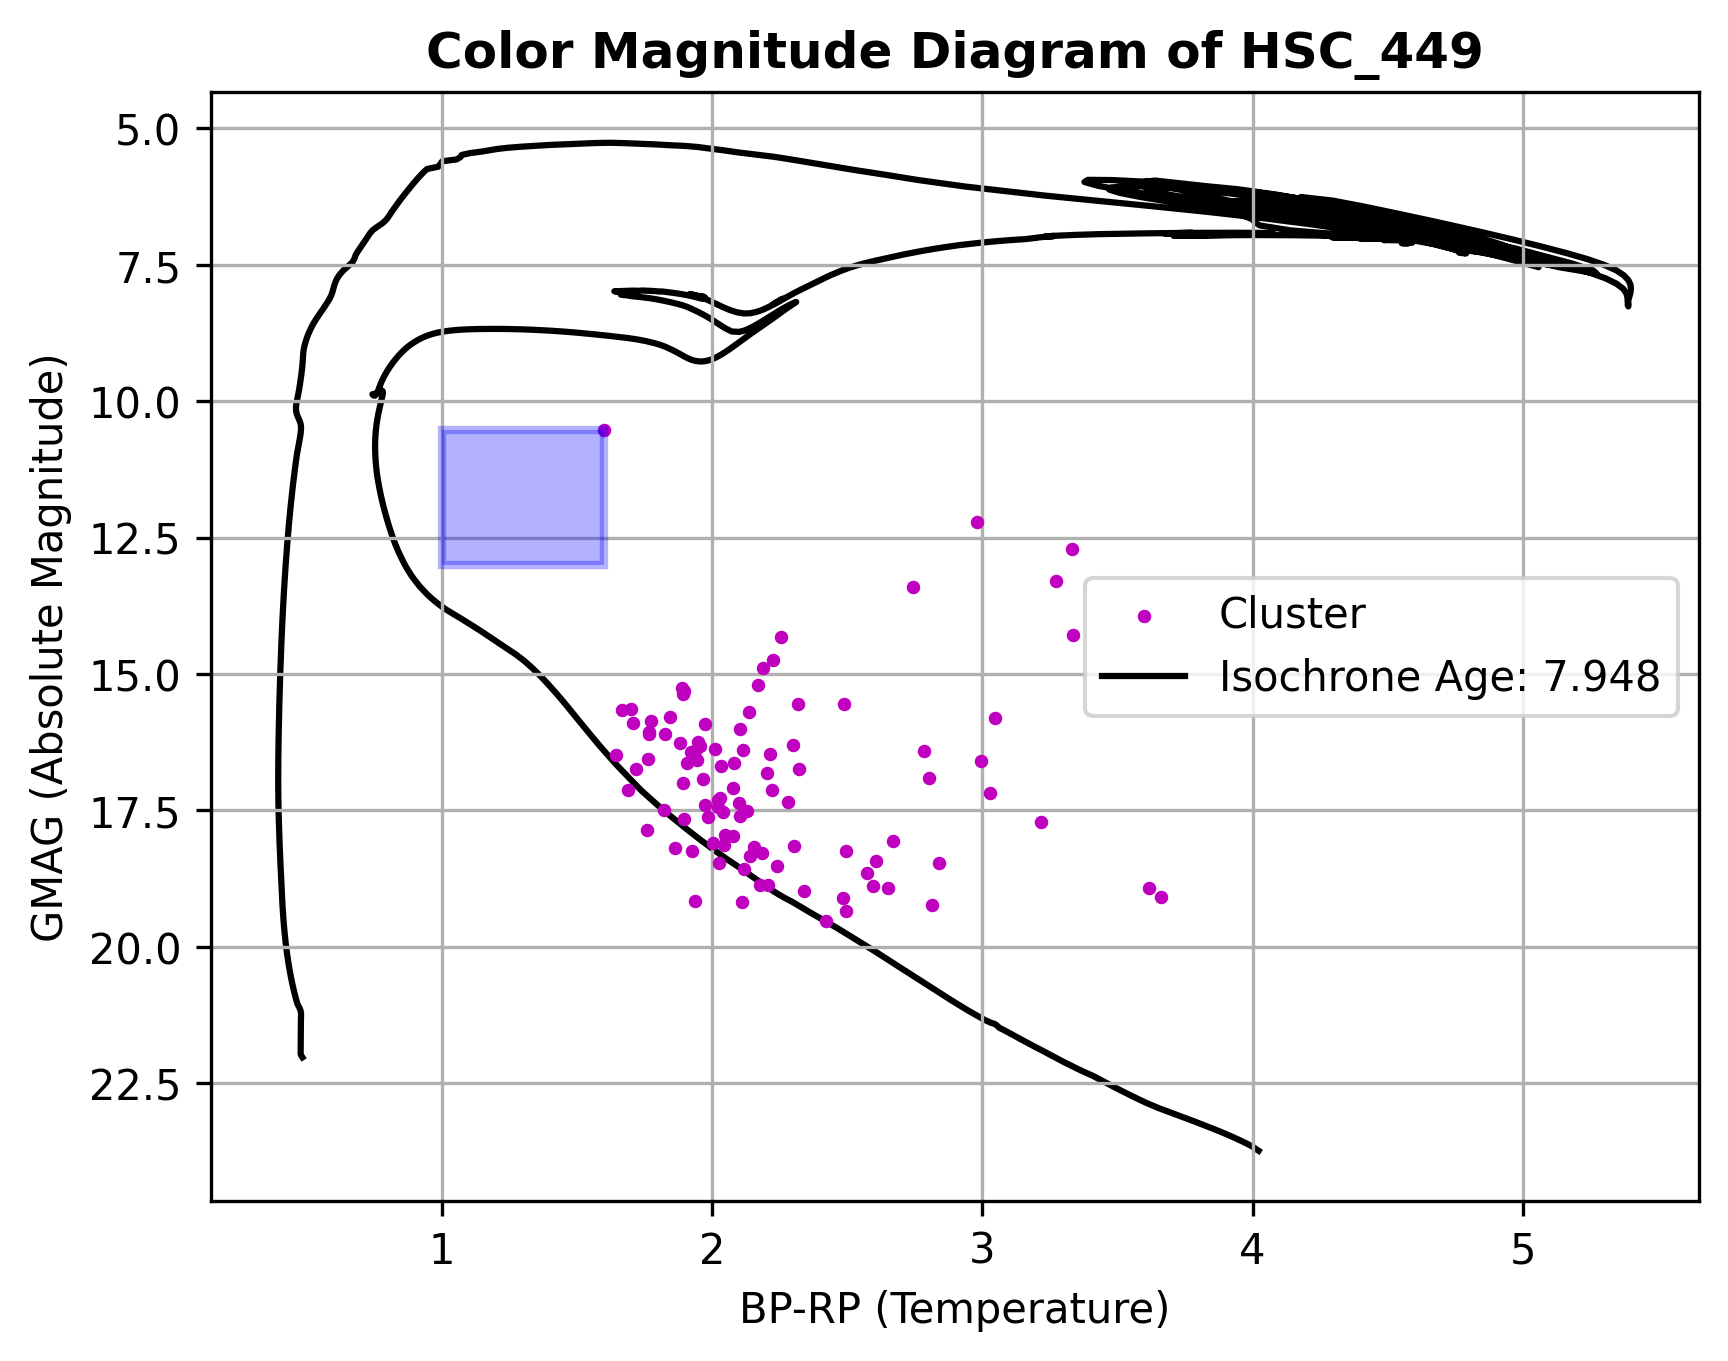 Color Magnitude Diagram of HSC_449
GMAG (Absolute Magnitude)
5.0
7.5
10.0
12.5
15.0
17.5
20.0
22.5
Cluster
Isochrone Age: 7.948
1 2 3 4 5
BP-RP (Temperature)